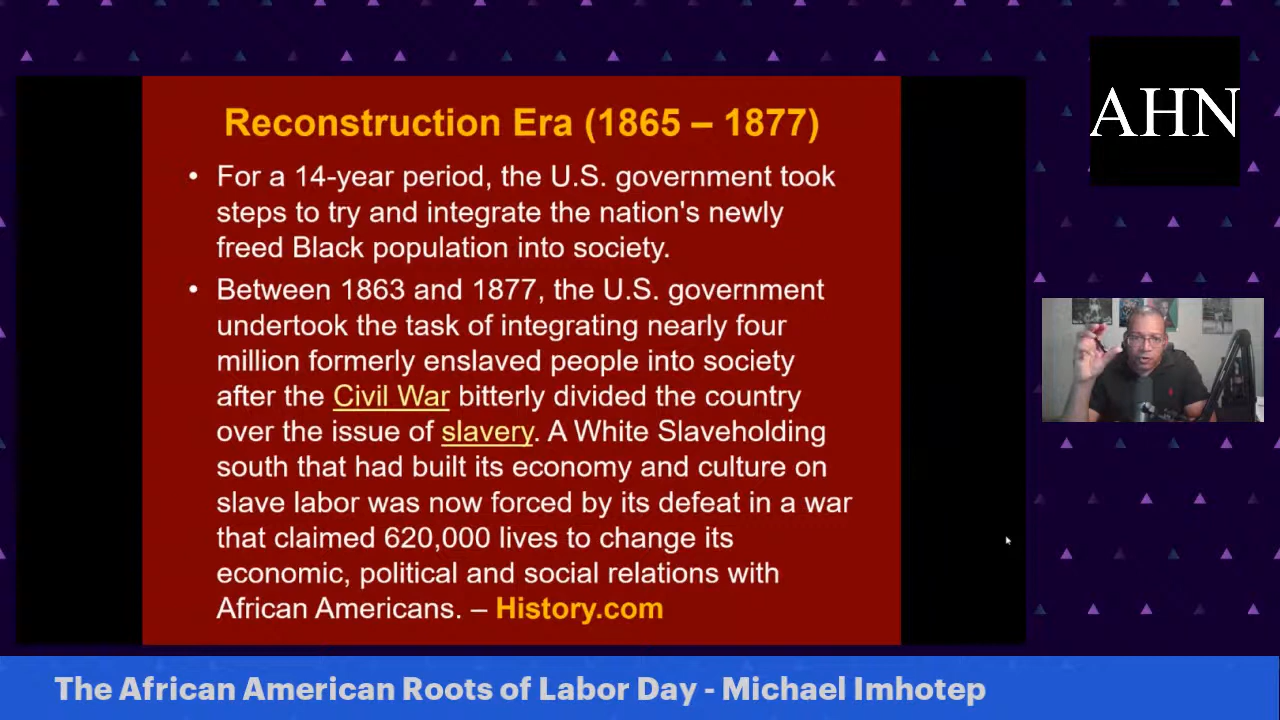 Reconstruction Era (1865 – 1877)
• For a 14-year period, the U.S. government took
steps to try and integrate the nation's newly
freed Black population into society.
• Between 1863 and 1877, the U.S. government
undertook the task of integrating nearly four
million formerly enslaved people into society
after the Civil War bitterly divided the country
over the issue of slavery. A White Slaveholding
south that had built its economy and culture on
slave labor was now forced by its defeat in a war
that claimed 620,000 lives to change its
economic, political and social relations with
African Americans. – History.com
AHN
The African American Roots of Labor Day - Michael Imhotep